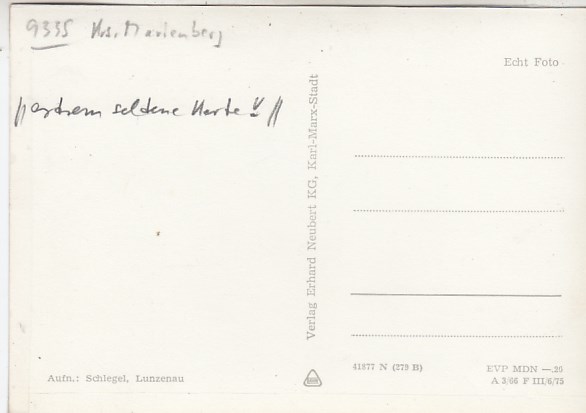 9335 Krs. Marienberg
Echt Foto
// extrem seltene Karte! //
Verlag Erhard Neubert KG, Karl-Marx-Stadt
41877 N (279 B)
EVP MDN —.20
Aufn.: Schlegel, Lunzenau
A 3/66 F III/6/75